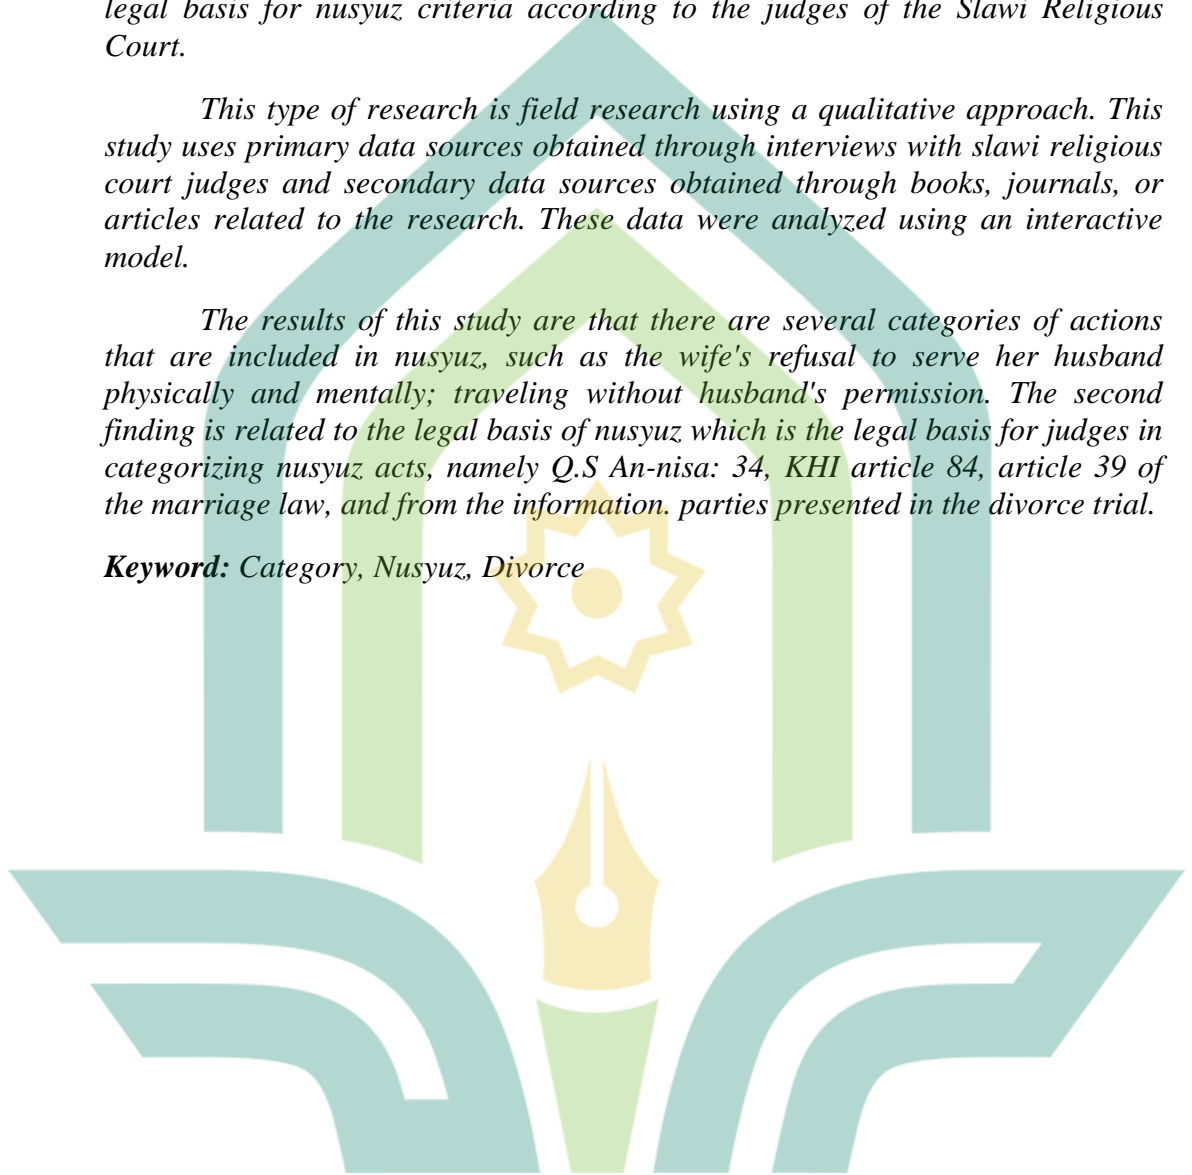 legal basis for nusyuz criteria according to the judges of the Slawi Religious
Court.
This type of research is field research using a qualitative approach. This
study uses primary data sources obtained through interviews with slawi religious
court judges and secondary data sources obtained through books, journals, or
articles related to the research. These data were analyzed using an interactive
model.
The results of this study are that there are several categories of actions
that are included in nusyuz, such as the wife's refusal to serve her husband
physically and mentally; traveling without husband's permission. The second
finding is related to the legal basis of nusyuz which is the legal basis for judges in
categorizing nusyuz acts, namely Q.S An-nisa: 34, KHI article 84, article 39 of
the marriage law, and from the information. parties presented in the divorce trial.
Keyword: Category, Nusyuz, Divorce